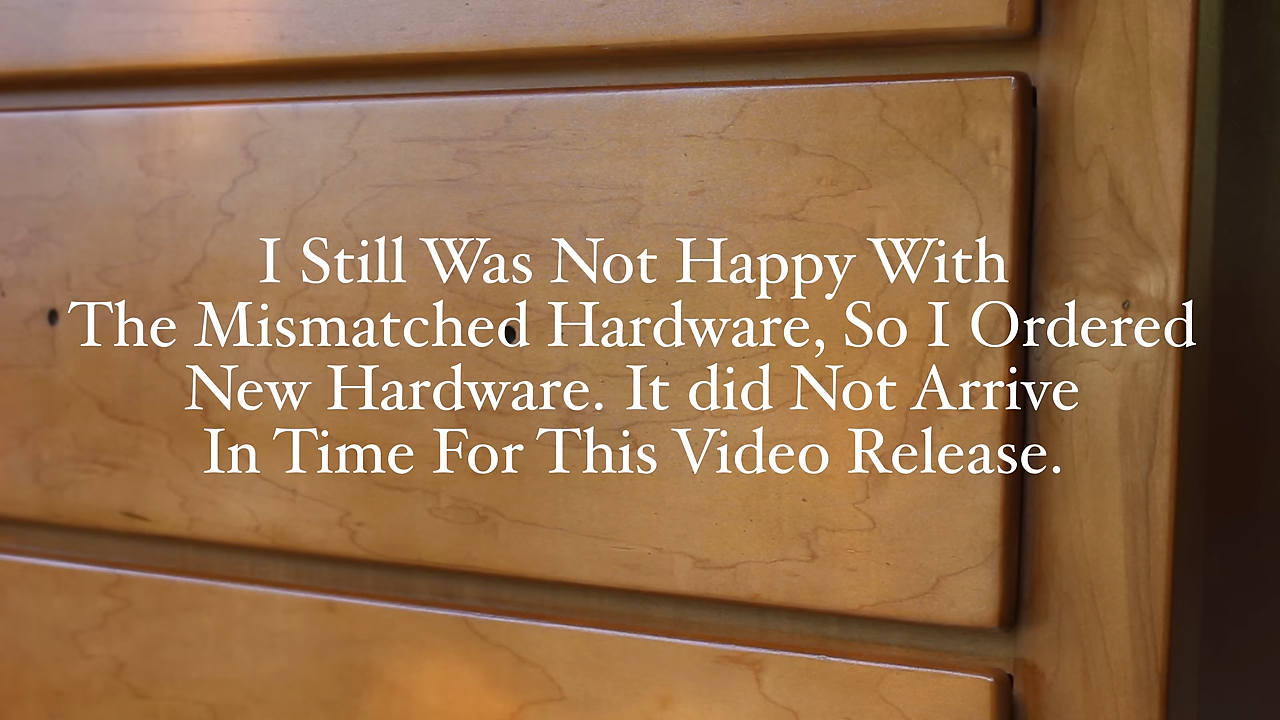 I Still Was Not Happy With
The Mismatched Hardware, So I Ordered
New Hardware. It did Not Arrive
In Time For This Video Release.